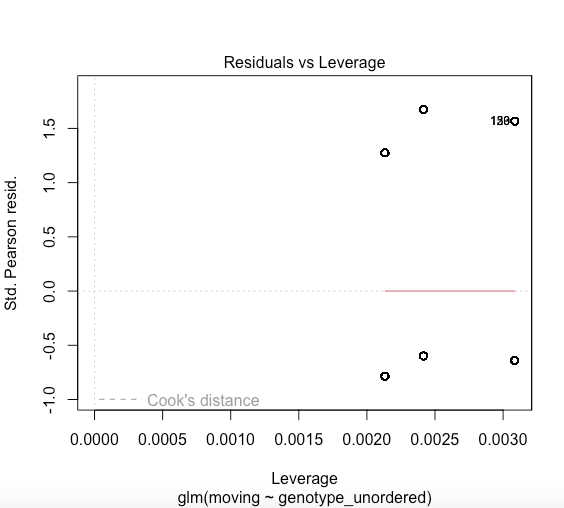 Residuals vs Leverage
Std. Pearson resid.
1.5
1.0
0.5
0.0
-0.5
-1.0
Cook's distance
0.0000 0.0005 0.0010 0.0015 0.0020 0.0025 0.0030
Leverage
glm(moving ~ genotype_unordered)